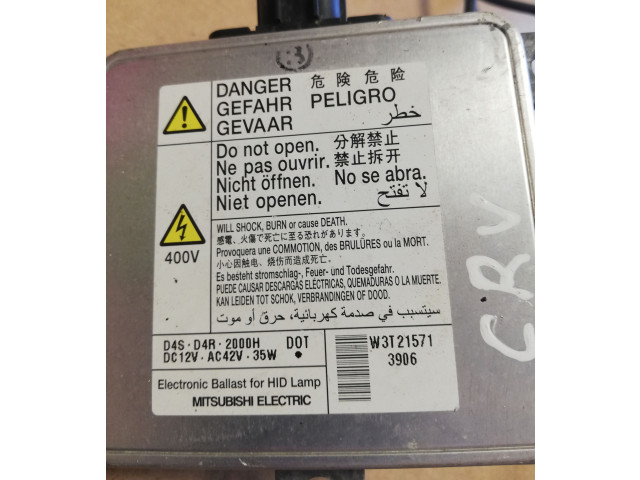 DANGER 危 険 危 险
GEFAHR PELIGRO
GEVAAR خطر
Do not open. 分解禁止
Ne pas ouvrir. 禁止拆开
Nicht öffnen. No se abra.
Niet openen. لا تفتح
400V
WILL SHOCK, BURN or cause DEATH.
感電、火傷で死亡に至る恐れがあります。
Provoquera une COMMOTION, des BRULÛRES ou la MORT.
小心因触电、烧伤而造成死亡。
Es besteht stromschlag-, Feuer- und Todesgefahr.
PUEDE CAUSAR DESCARGAS ELÉCTRICAS, QUEMADURAS O LA MUERTE.
KAN LEIDEN TOT SCHOK, VERBRANDINGEN OF DOOD.
سيتسبب في صدمة كهربائية، حرق أو موت
D4S・D4R・2000H DOT
DC12V・AC42V・35W
W3T21571
3906
Electronic Ballast for HID Lamp
MITSUBISHI ELECTRIC
CRV